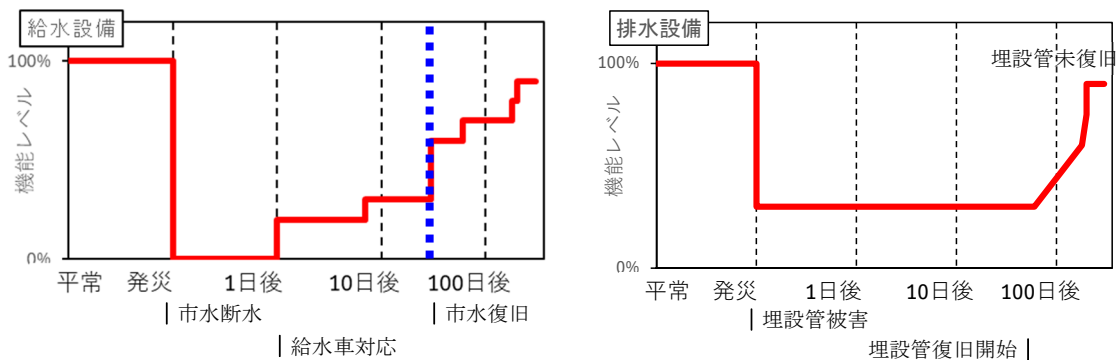 給水設備
100%
機能レベル
0%
平常 発災 1日後 10日後 100日後
市水断水
市水復旧
給水車対応
排水設備
埋設管未復旧
100%
機能レベル
0%
平常 発災 1日後 10日後 100日後
埋設管被害
埋設管復旧開始